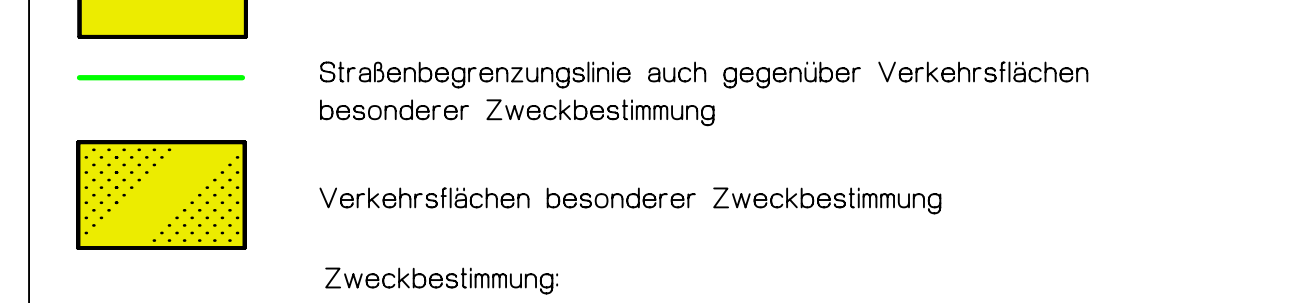 Straßenbegrenzungslinie auch gegenüber Verkehrsflächen
besonderer Zweckbestimmung
Verkehrsflächen besonderer Zweckbestimmung
Zweckbestimmung: